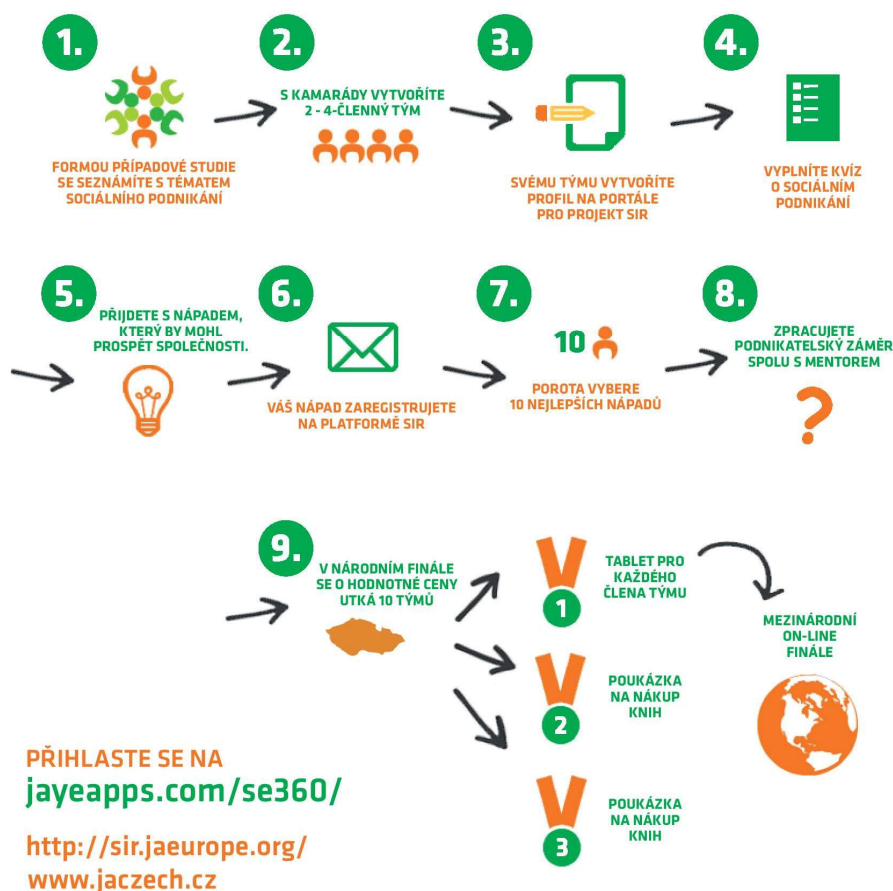 1.
FORMOU PŘÍPADOVÉ STUDIE
SE SEZNÁMÍTE S TÉMATEM
SOCIÁLNÍHO PODNIKÁNÍ
2.
S KAMARÁDY VYTVOŘÍTE
2 - 4-ČLENNÝ TÝM
3.
SVÉMU TÝMU VYTVOŘÍTE
PROFIL NA PORTÁLE
PRO PROJEKT SIR
4.
VYPLNÍTE KVÍZ
O SOCIÁLNÍM
PODNIKÁNÍ
5.
PŘIJDETE S NÁPADEM,
KTERÝ BY MOHL
PROSPĚT SPOLEČNOSTI.
6.
VÁŠ NÁPAD ZAREGISTRUJETE
NA PLATFORMĚ SIR
7.
10
POROTA VYBERE
10 NEJLEPŠÍCH NÁPADŮ
8.
ZPRACUJETE
PODNIKATELSKÝ ZÁMĚR
SPOLU S MENTOREM
?
9.
V NÁRODNÍM FINÁLE
SE O HODNOTNÉ CENY
UTKÁ 10 TÝMŮ
1
TABLET PRO
KAŽDÉHO
ČLENA TÝMU
MEZINÁRODNÍ
ON-LINE
FINÁLE
2
POUKÁZKA
NA NÁKUP
KNIH
3
POUKÁZKA
NA NÁKUP
KNIH
PŘIHLASTE SE NA
jayeapps.com/se360/
http://sir.jaeurope.org/
www.jaczech.cz